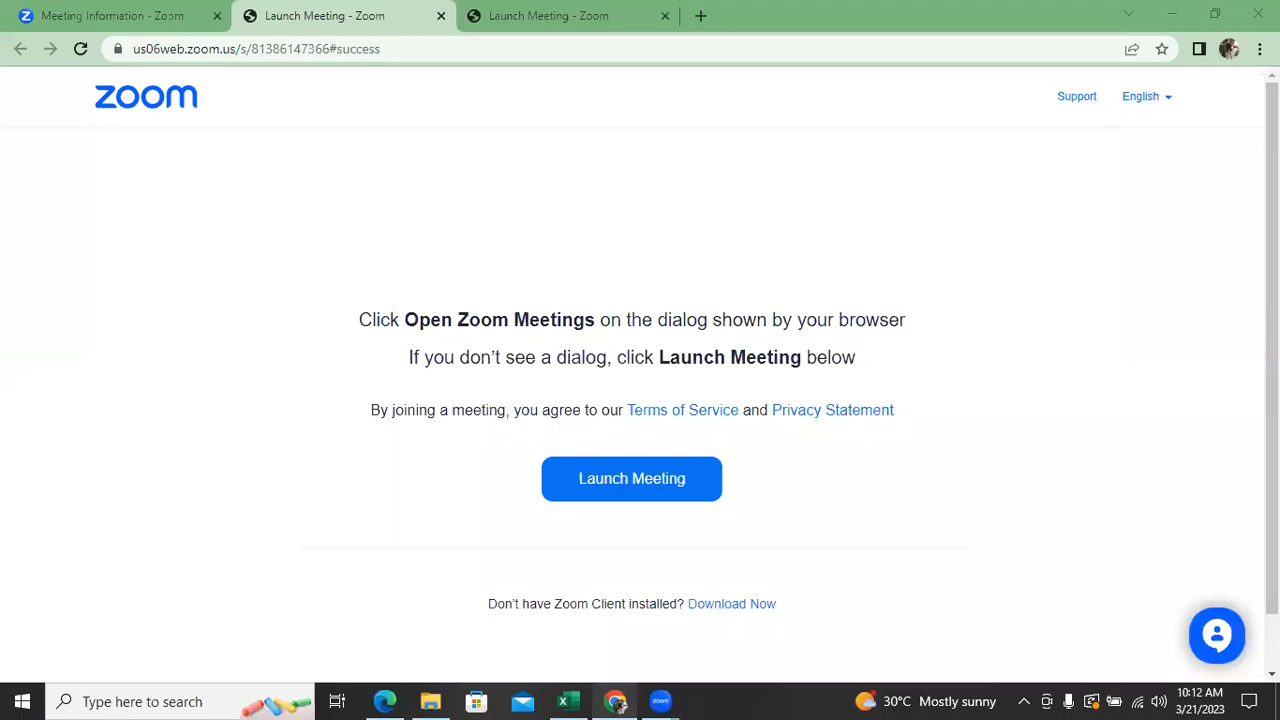 Meeting Information - Zoom
Launch Meeting - Zoom
Launch Meeting - Zoom
us06web.zoom.us/s/81386147366#success
zoom
Support
English
Click Open Zoom Meetings on the dialog shown by your browser
If you don’t see a dialog, click Launch Meeting below
By joining a meeting, you agree to our Terms of Service and Privacy Statement
Launch Meeting
Don’t have Zoom Client installed? Download Now
Type here to search
zoom
30°C Mostly sunny
10:12 AM
3/21/2023